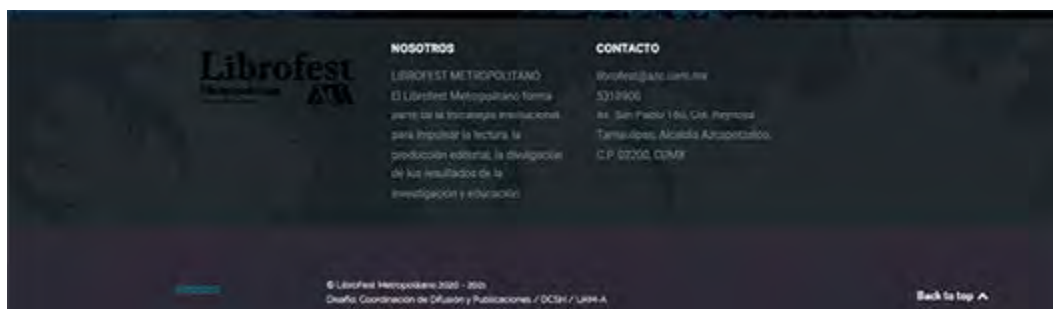 Librofest
Metropolitano
NOSOTROS
LIBROFEST METROPOLITANO
El Librofest Metropolitano forma
parte de la Estrategia Institucional
para impulsar la lectura, la
producción editorial, la divulgación
de los resultados de la
investigación y educación.
CONTACTO
librofest@azc.uam.mx
Av. San Pablo 180, Col. Reynosa
Tamaulipas, Alcaldía Azcapotzalco,
C.P. 02200, CDMX
© Librofest Metropolitano 2020 - 2021
Diseño: Coordinación de Difusión y Publicaciones / DCSH / UAM-A
Back to top